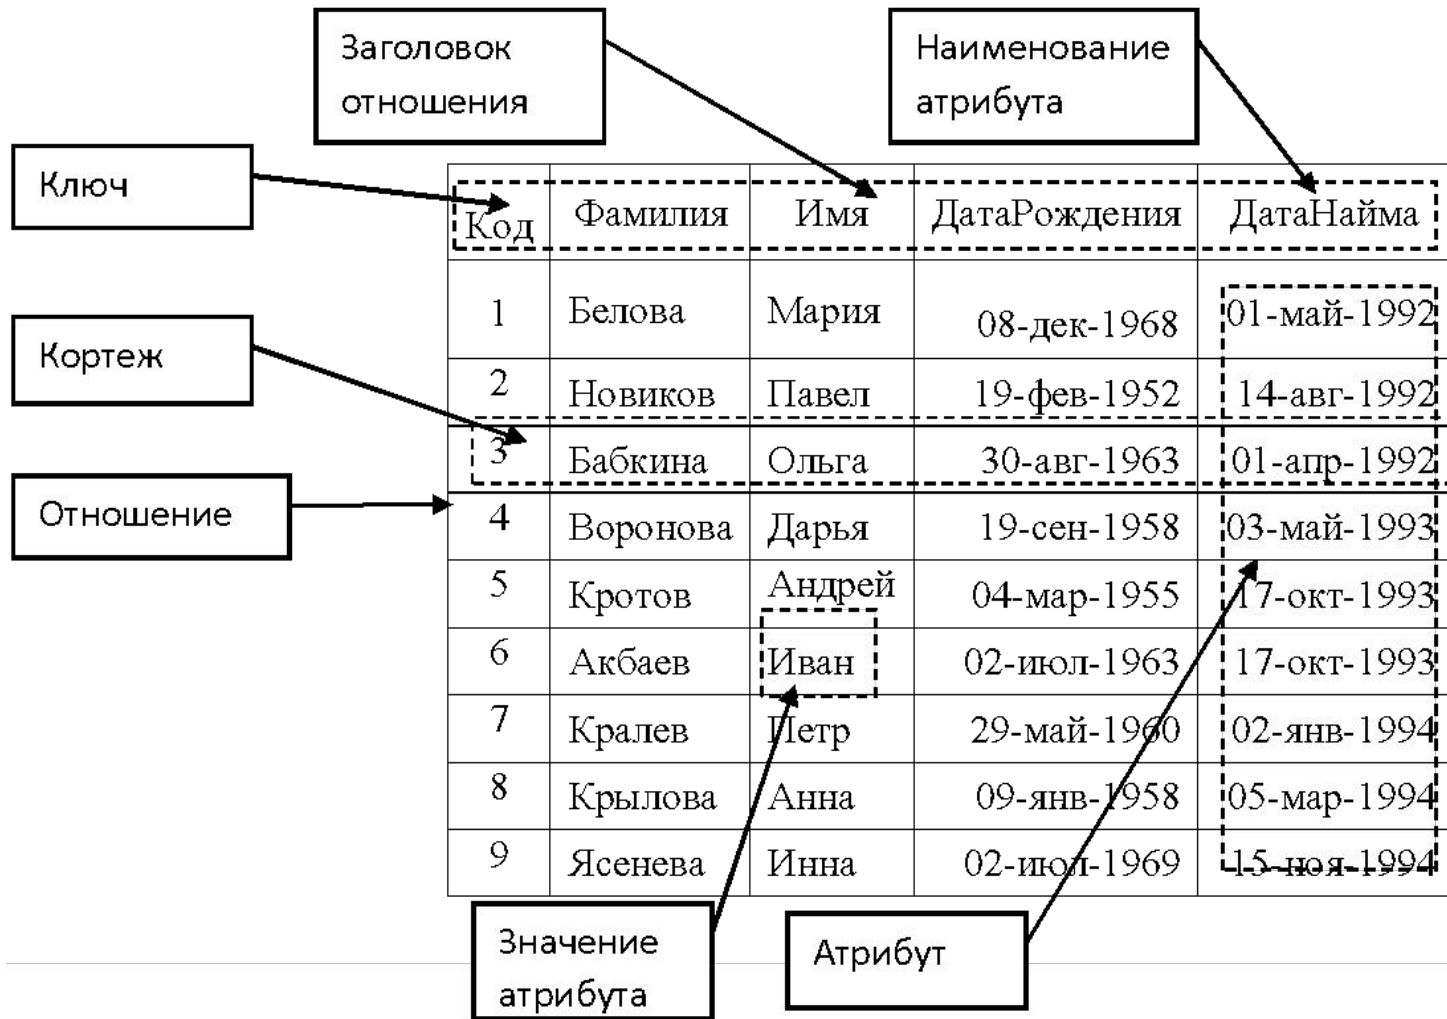 Заголовок
отношения
Наименование
атрибута
Ключ
Код Фамилия Имя ДатаРождения ДатаНайма
1 Белова Мария 08-дек-1968 01-май-1992
Кортеж
2 Новиков Павел 19-фев-1952 14-авг-1992
3 Бабкина Ольга 30-авг-1963 01-апр-1992
Отношение
4 Воронова Дарья 19-сен-1958 03-май-1993
5 Кротов Андрей 04-мар-1955 17-окт-1993
6 Акбаев Иван 02-июл-1963 17-окт-1993
7 Кралев Петр 29-май-1960 02-янв-1994
8 Крылова Анна 09-янв-1958 05-мар-1994
9 Ясенева Инна 02-июл-1969 15-ноя-1994
Значение
атрибута
Атрибут